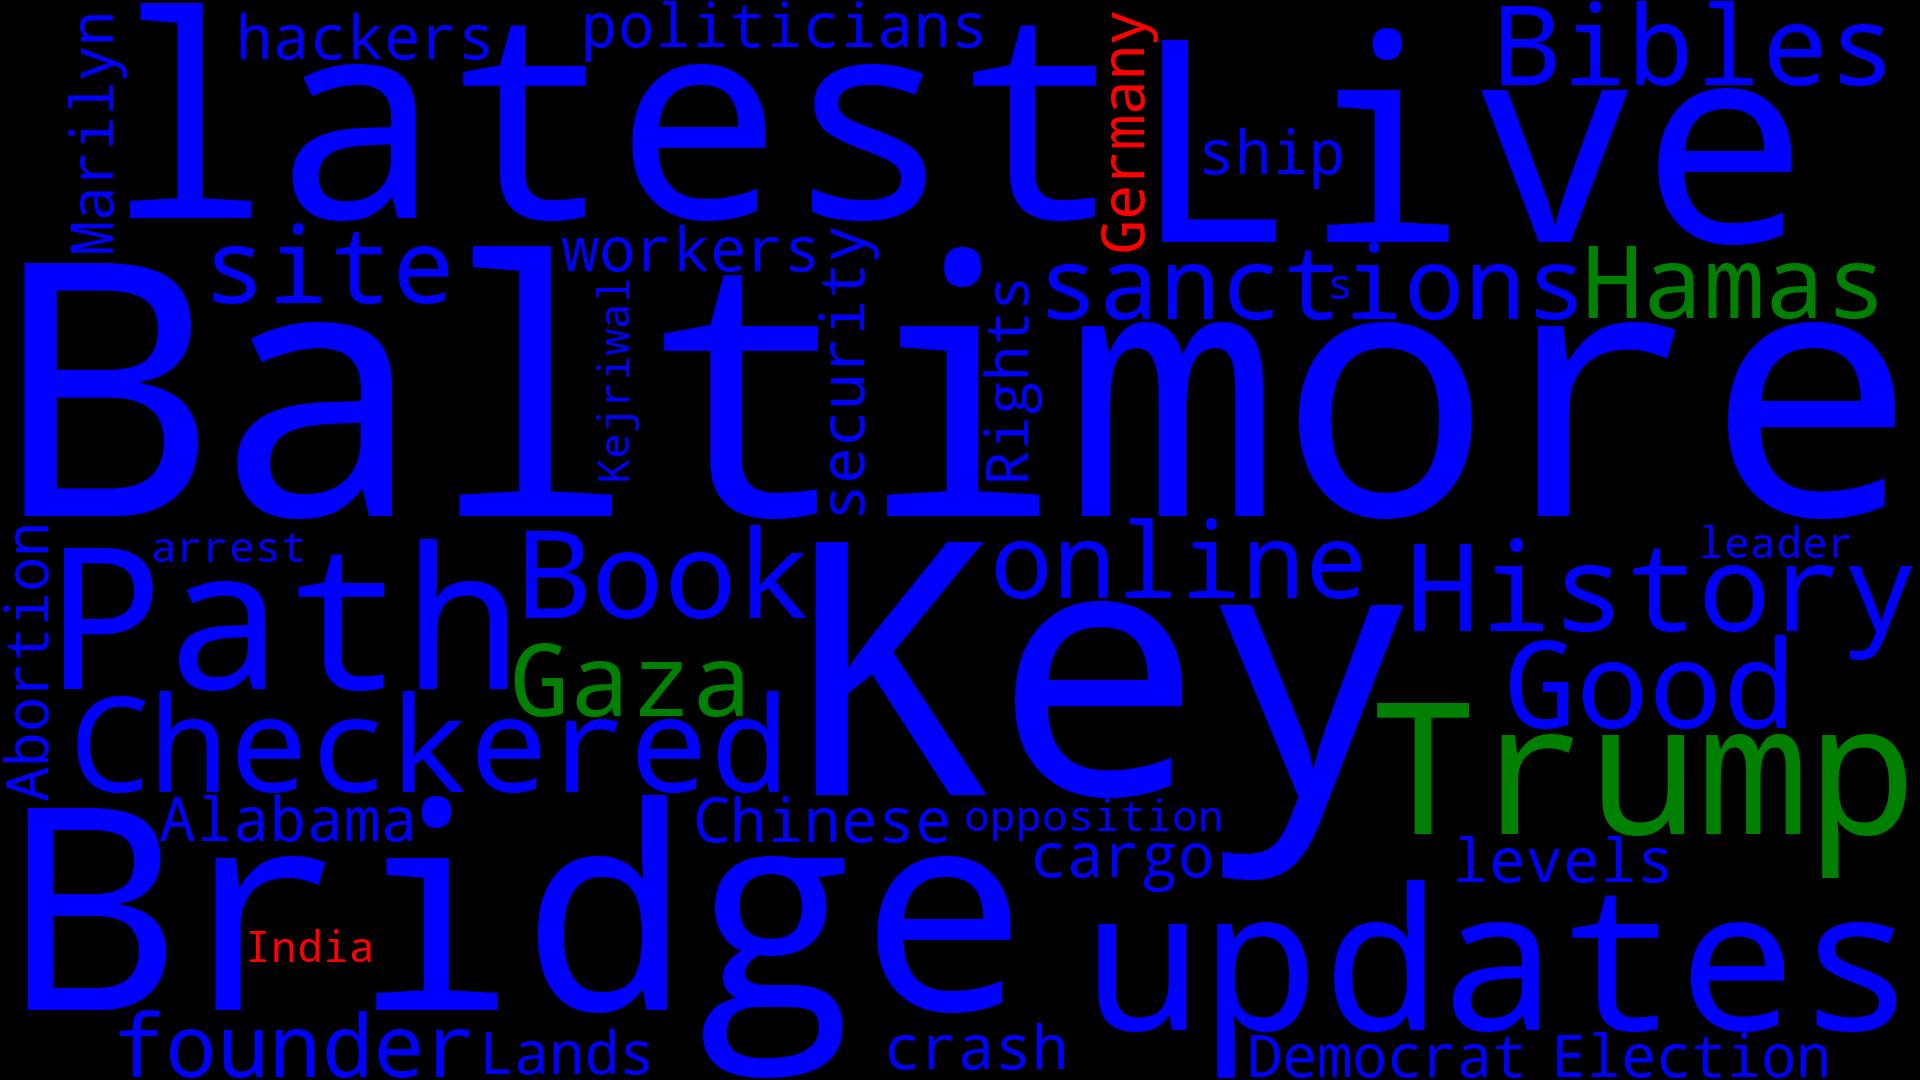 Marilyn
latest
hackers
politicians
Germany
Live
ship
Bibles
site
workers
sanctions
s
Hamas
Baltimore
Kejriwal
security
Rights
Abortion
Path
arrest
Book
Key
online
History
leader
Gaza
Good
Checkered
Trump
Alabama
Chinese
opposition
cargo
levels
Bridge
India
updates
founder
Lands
crash
Democrat
Election